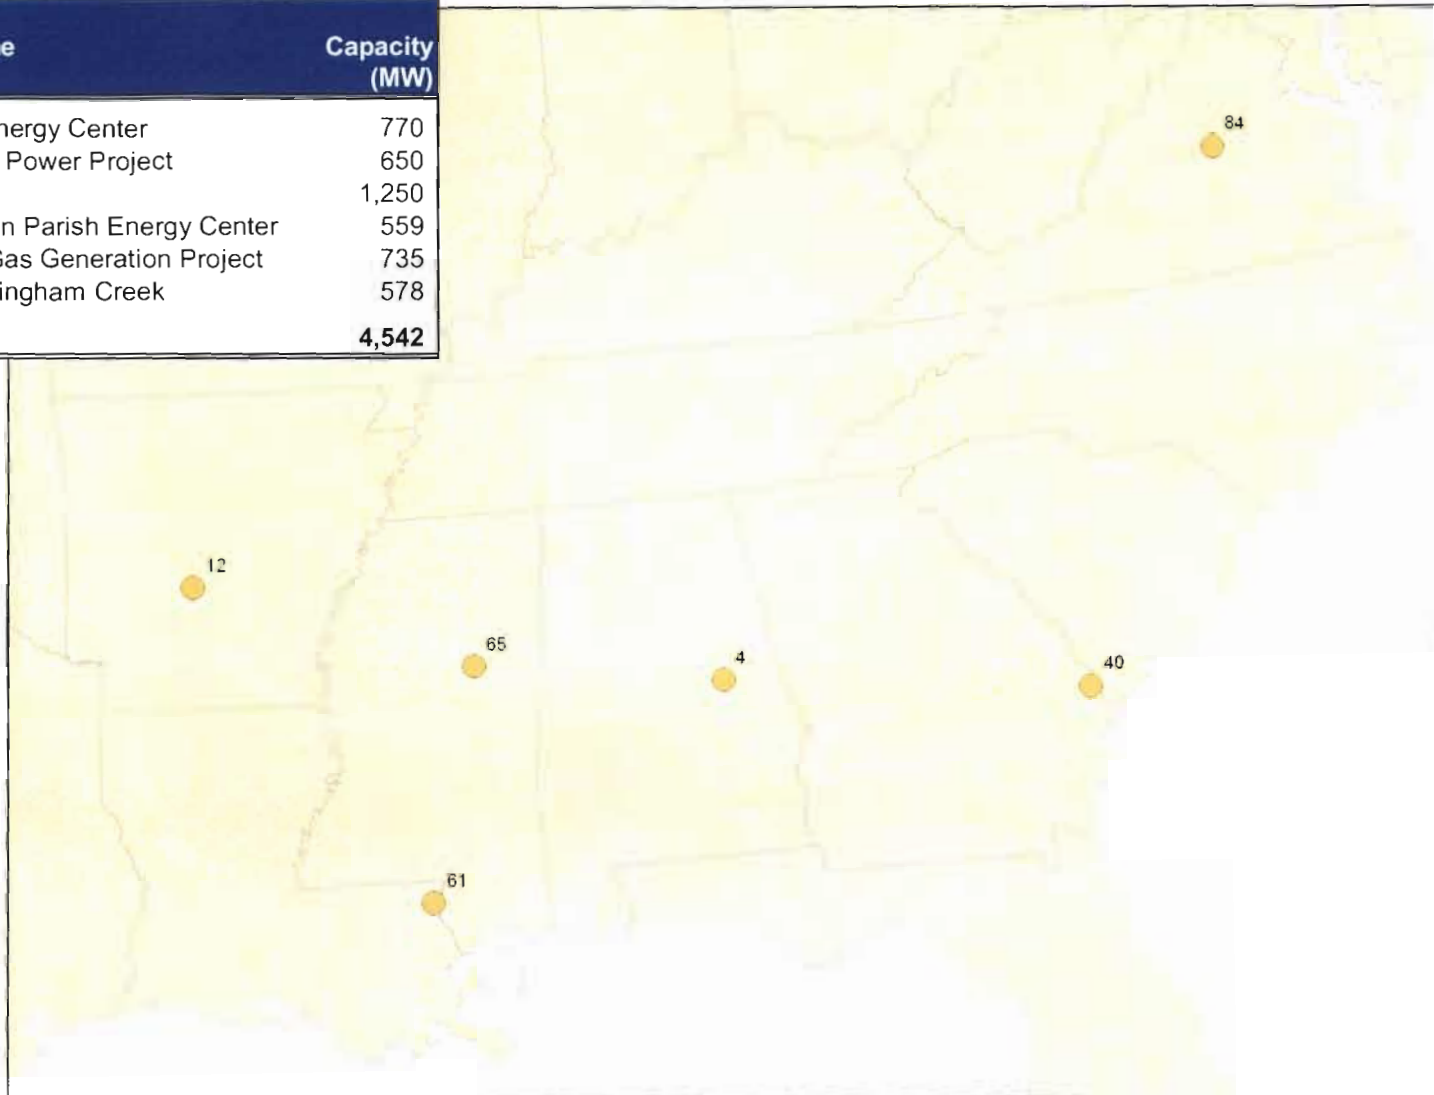 e Capacity
(MW)
nergy Center 770
Power Project 650
1,250
n Parish Energy Center 559
Gas Generation Project 735
ingham Creek 578
4,542
84
12
65
4
40
61